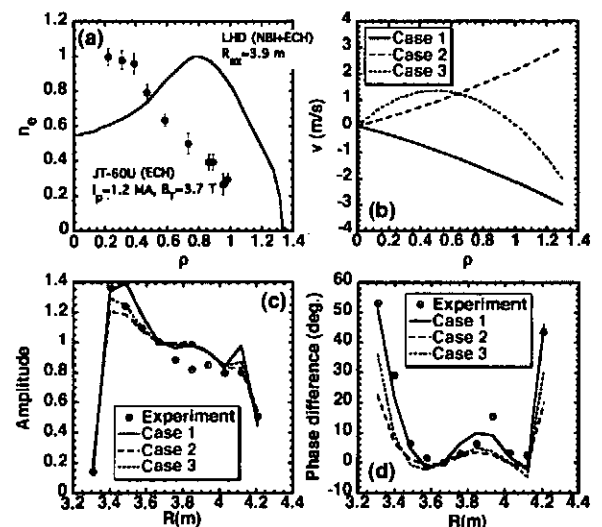 (a)
LHD (NBI+ECH)
R_ax=3.9 m
JT-60U (ECH)
I_p=1.2 MA, B_T=3.7 T
n_e
1
0.8
0.6
0.4
0.2
0
0 0.2 0.4 0.6 0.8 1 1.2 1.4
ρ
Case 1
Case 2
Case 3
v (m/s)
4
3
2
1
0
-1
-2
-3
-4
(b)
0 0.2 0.4 0.6 0.8 1 1.2 1.4
ρ
(c)
Amplitude
1.4
1.2
1
0.8
0.6
0.4
0.2
0
Experiment
Case 1
Case 2
Case 3
3.2 3.4 3.6 3.8 4 4.2 4.4
R(m)
Phase difference (deg.)
60
50
40
30
20
10
0
-10
Experiment
Case 1
Case 2
Case 3
(d)
3.2 3.4 3.6 3.8 4 4.2 4.4
R(m)